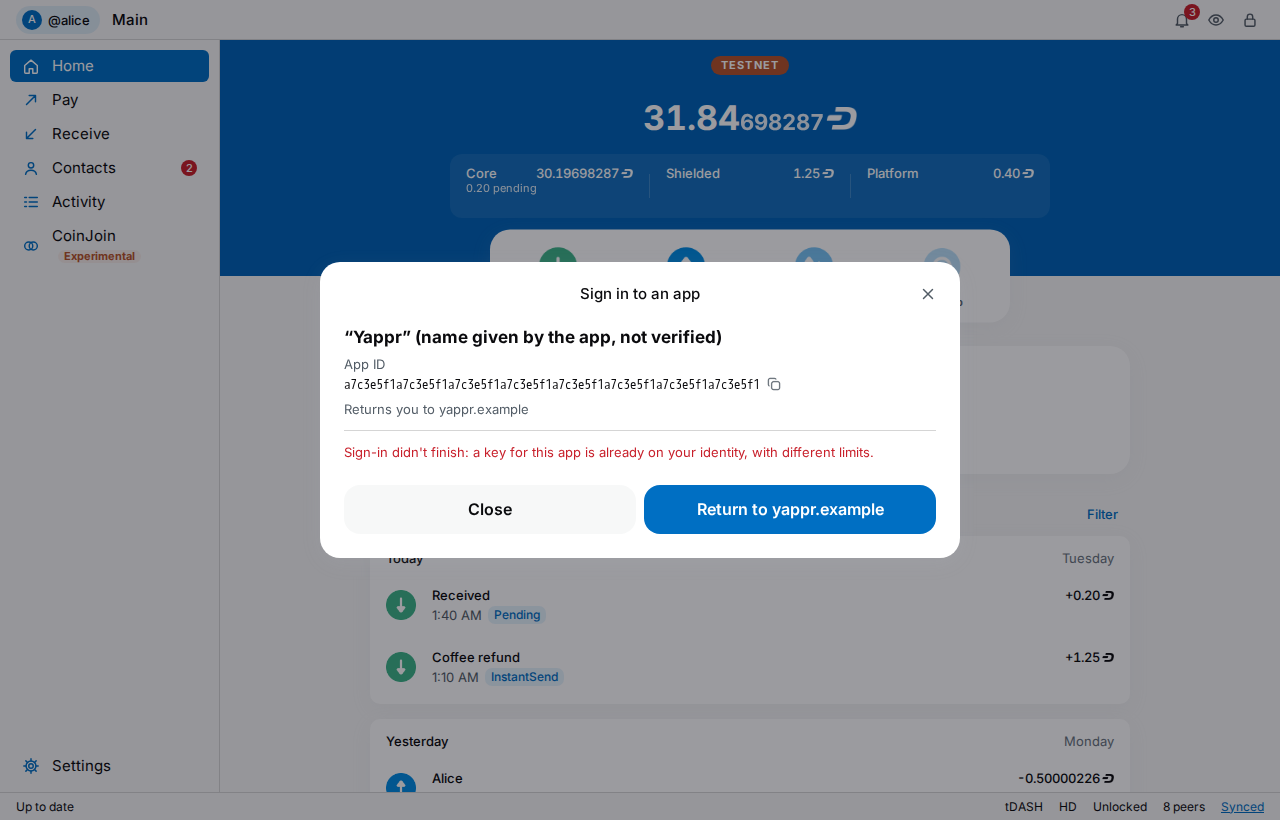 A @alice Main
3
Home
Pay
Receive
Contacts 2
Activity
CoinJoin
Experimental
Settings
TESTNET
31.84698287
Core 30.19698287
0.20 pending
Shielded 1.25
Platform 0.40
Sign in to an app
“Yappr” (name given by the app, not verified)
App ID
a7c3e5f1a7c3e5f1a7c3e5f1a7c3e5f1a7c3e5f1a7c3e5f1a7c3e5f1a7c3e5f1
Returns you to yappr.example
Sign-in didn't finish: a key for this app is already on your identity, with different limits.
Close
Return to yappr.example
Filter
Today Tuesday
Received +0.20
1:40 AM Pending
Coffee refund +1.25
1:10 AM InstantSend
Yesterday Monday
Alice -0.50000226
Up to date
tDASH HD Unlocked 8 peers Synced